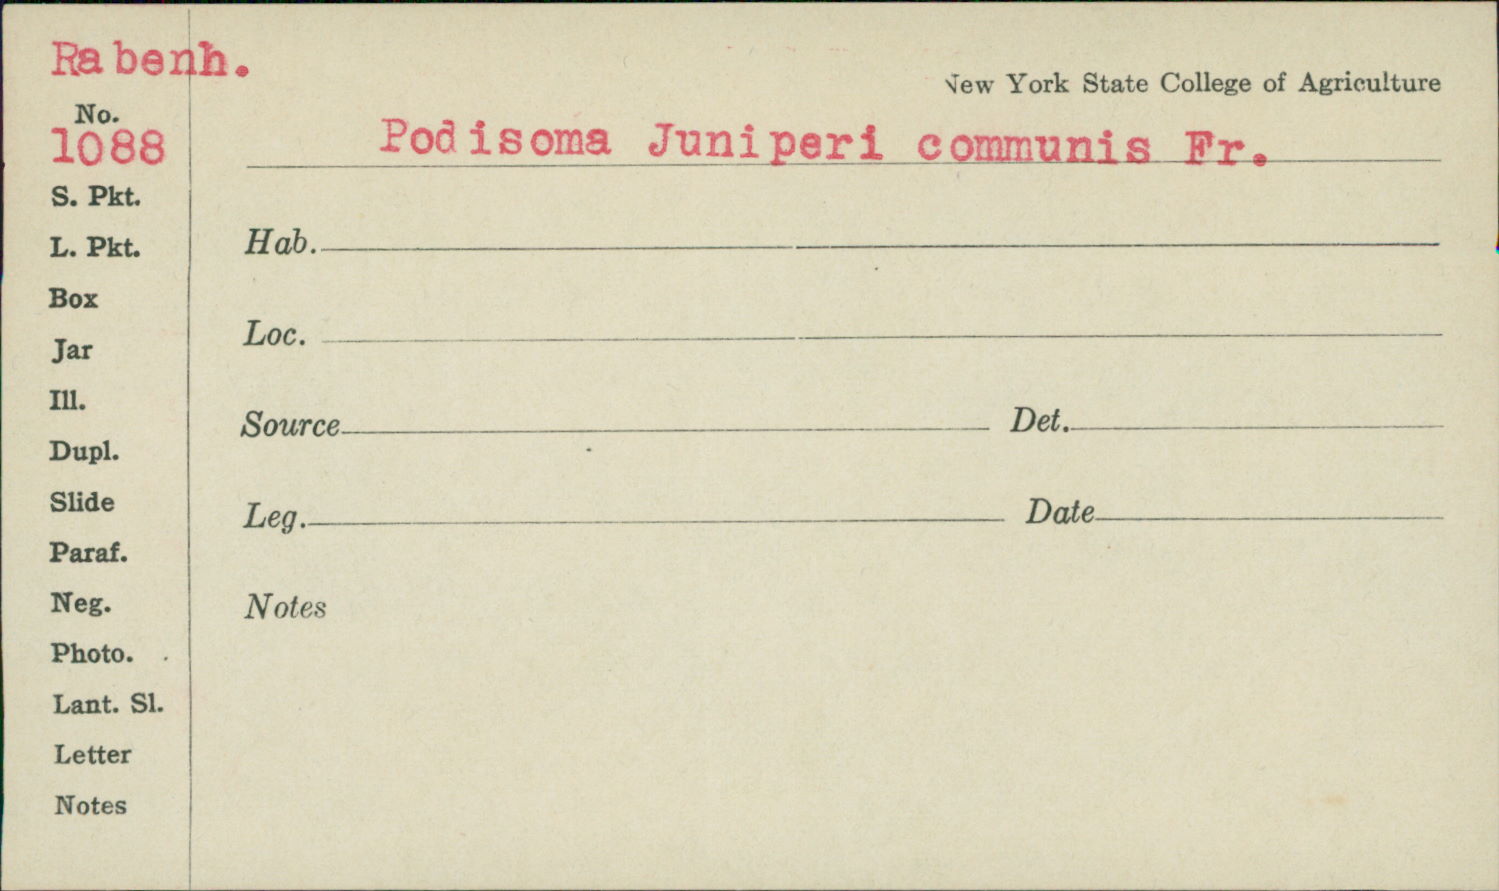 Rabenh.
New York State College of Agriculture
No.
1088
Podisoma Juniperi communis Fr.
S. Pkt.
L. Pkt.
Hab.
Box
Loc.
Jar
Ill.
Source Det.
Dupl.
Slide
Leg. Date
Paraf.
Neg.
Notes
Photo.
Lant. Sl.
Letter
Notes